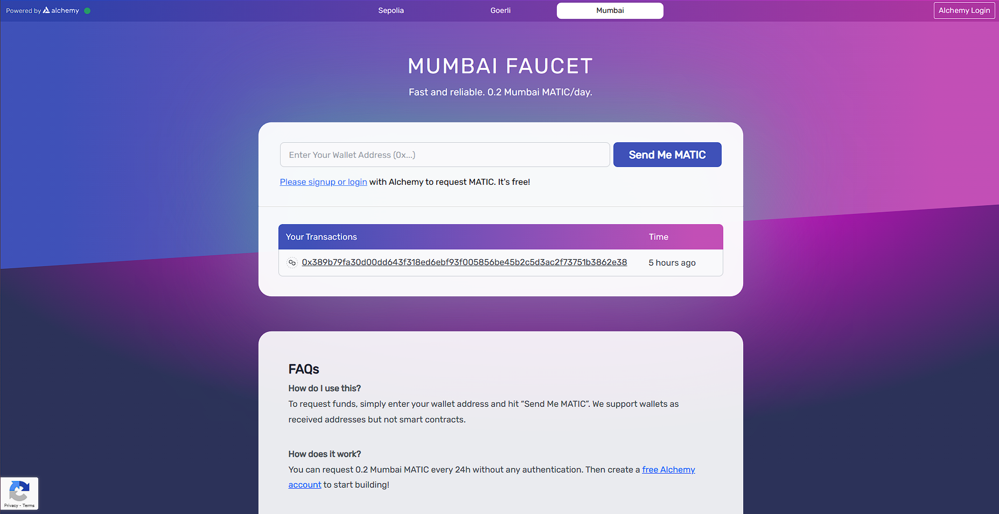 Powered by alchemy
Sepolia
Goerli
Mumbai
Alchemy Login
MUMBAI FAUCET
Fast and reliable. 0.2 Mumbai MATIC/day.
Enter Your Wallet Address (0x...)
Send Me MATIC
Please signup or login with Alchemy to request MATIC. It's free!
Your Transactions
Time
0x389b79fa30d00dd643f318ed6ebf93f005856be45b2c5d3ac2f73751b3862e38
5 hours ago
FAQs
How do I use this?
To request funds, simply enter your wallet address and hit “Send Me MATIC”. We support wallets as
received addresses but not smart contracts.
How does it work?
You can request 0.2 Mumbai MATIC every 24h without any authentication. Then create a free Alchemy
account to start building!
Privacy - Terms